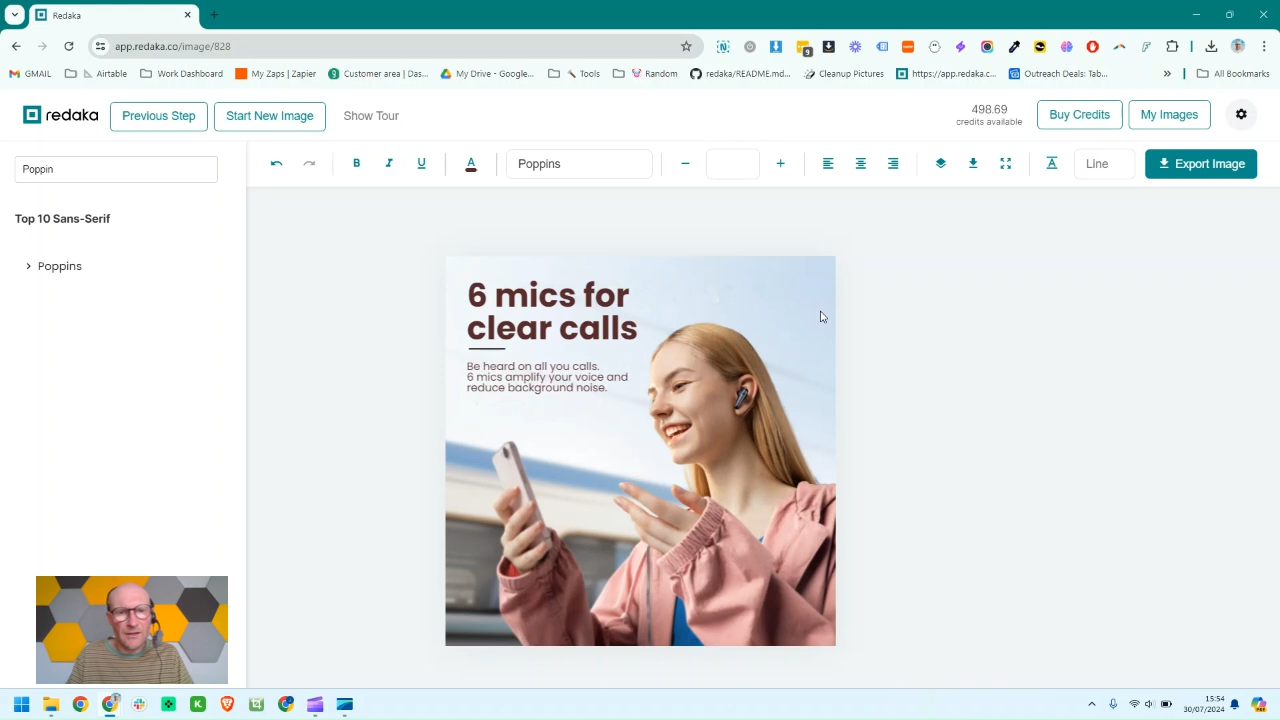 Redaka
app.redaka.co/image/828
9
GMAIL
Airtable
Work Dashboard
My Zaps | Zapier
Customer area | Das...
My Drive - Google...
Tools
Random
redaka/README.md...
Cleanup Pictures
https://app.redaka.c...
Outreach Deals: Tab...
»
All Bookmarks
redaka
Previous Step
Start New Image
Show Tour
498.69
credits available
Buy Credits
My Images
Poppin
B
I
U
A
Poppins
A
Line
Export Image
Top 10 Sans-Serif
Poppins
6 mics for
clear calls
Be heard on all you calls.
6 mics amplify your voice and
reduce background noise.
15:54
30/07/2024